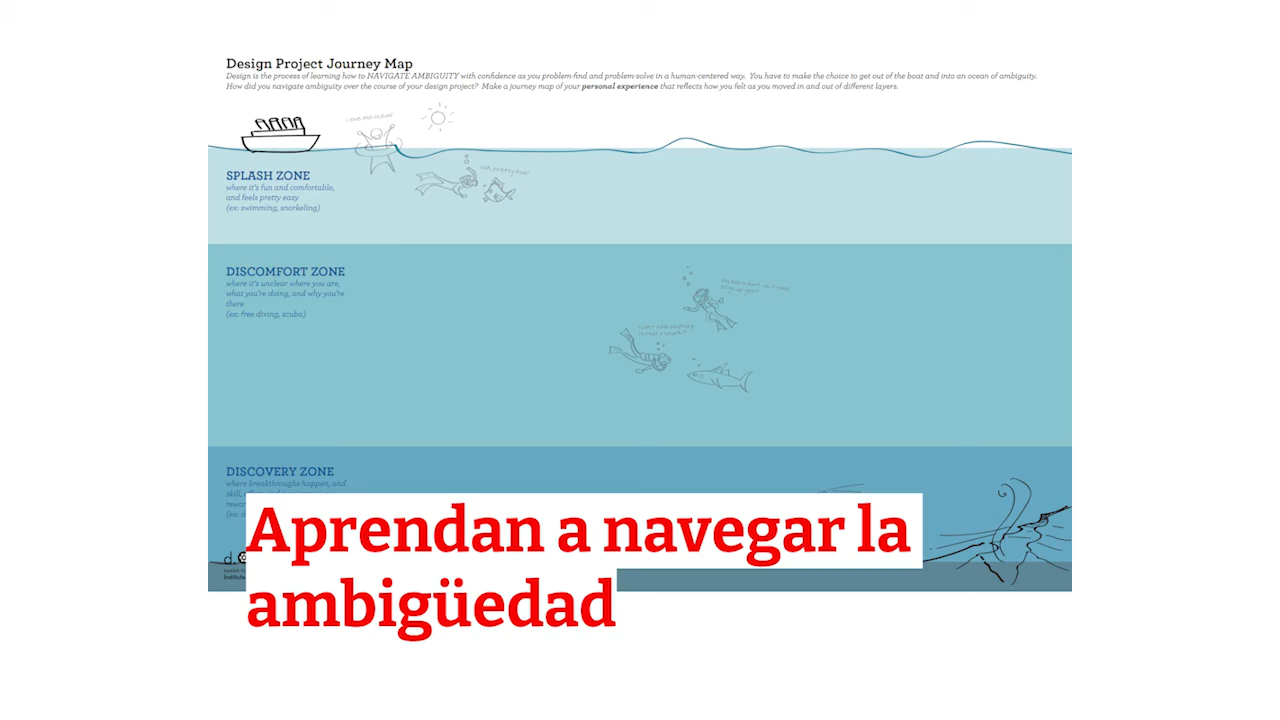 Design Project Journey Map
Design is the process of learning how to NAVIGATE AMBIGUITY with confidence as you problem-find and problem-solve in a human-centered way. You have to make the choice to get out of the boat and into an ocean of ambiguity.
How did you navigate ambiguity over the course of your design project? Make a journey map of your personal experience that reflects how you felt as you moved in and out of different layers.
SPLASH ZONE
where it's fun and comfortable,
and feels pretty easy
(ex: swimming, snorkeling)
DISCOMFORT ZONE
where it's unclear where you are,
what you're doing, and why you're
there
(ex: free diving, scuba)
DISCOVERY ZONE
where breakthroughs happen, and
skill,
Aprendan a navegar la
ambigüedad
d.
Institute